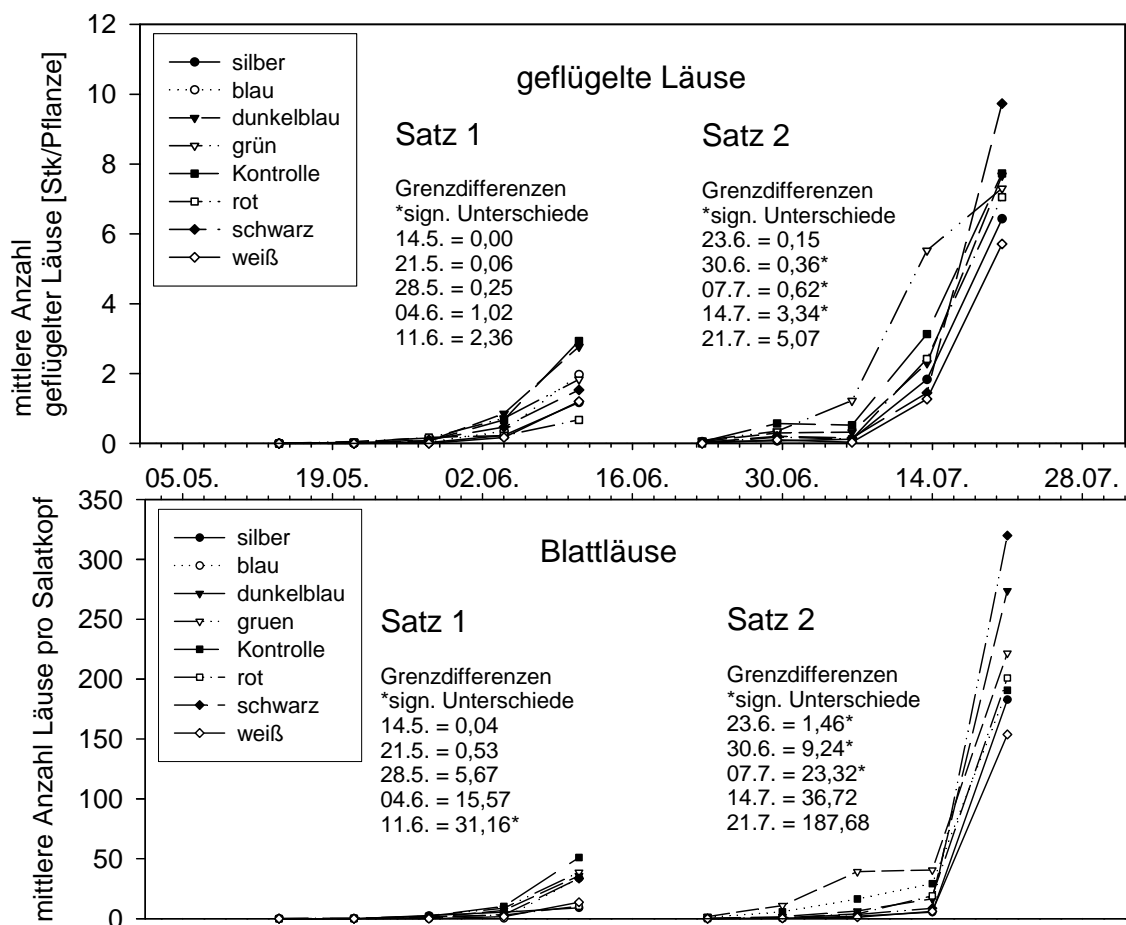 12
10
8
6
4
2
0
mittlere Anzahl
geflügelter Läuse [Stk/Pflanze]
silber
blau
dunkelblau
grün
Kontrolle
rot
schwarz
weiß
geflügelte Läuse
Satz 1
Grenzdifferenzen
*sign. Unterschiede
14.5. = 0,00
21.5. = 0,06
28.5. = 0,25
04.6. = 1,02
11.6. = 2,36
Satz 2
Grenzdifferenzen
*sign. Unterschiede
23.6. = 0,15
30.6. = 0,36*
07.7. = 0,62*
14.7. = 3,34*
21.7. = 5,07
05.05. 19.05. 02.06. 16.06. 30.06. 14.07. 28.07.
350
300
250
200
150
100
50
0
mittlere Anzahl Läuse pro Salatkopf
silber
blau
dunkelblau
gruen
Kontrolle
rot
schwarz
weiß
Blattläuse
Satz 1
Grenzdifferenzen
*sign. Unterschiede
14.5. = 0,04
21.5. = 0,53
28.5. = 5,67
04.6. = 15,57
11.6. = 31,16*
Satz 2
Grenzdifferenzen
*sign. Unterschiede
23.6. = 1,46*
30.6. = 9,24*
07.7. = 23,32*
14.7. = 36,72
21.7. = 187,68